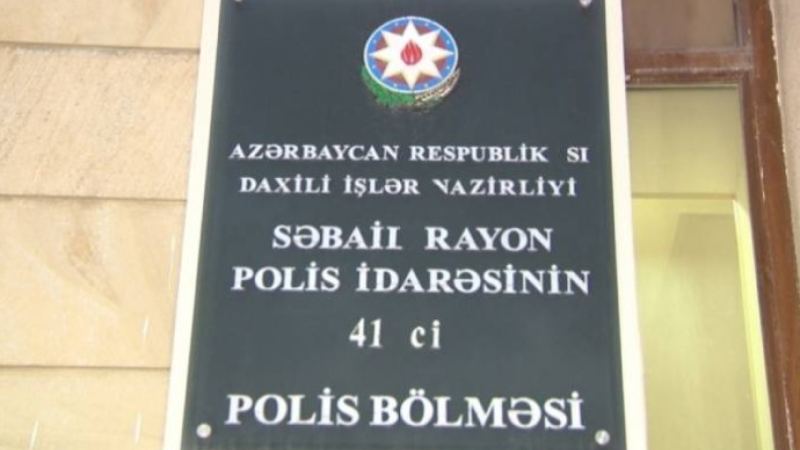 AZƏRBAYCAN RESPUBLİK SI
DAXİLİ İŞLƏR NAZİRLİYİ
SƏBAİL RAYON
POLİS İDARƏSİNİN
41 ci
POLİS BÖLMƏSİ